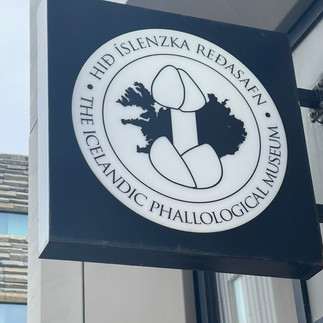 • HIÐ ÍSLENZKA REÐASAFN •
THE ICELANDIC PHALLOLOGICAL MUSEUM